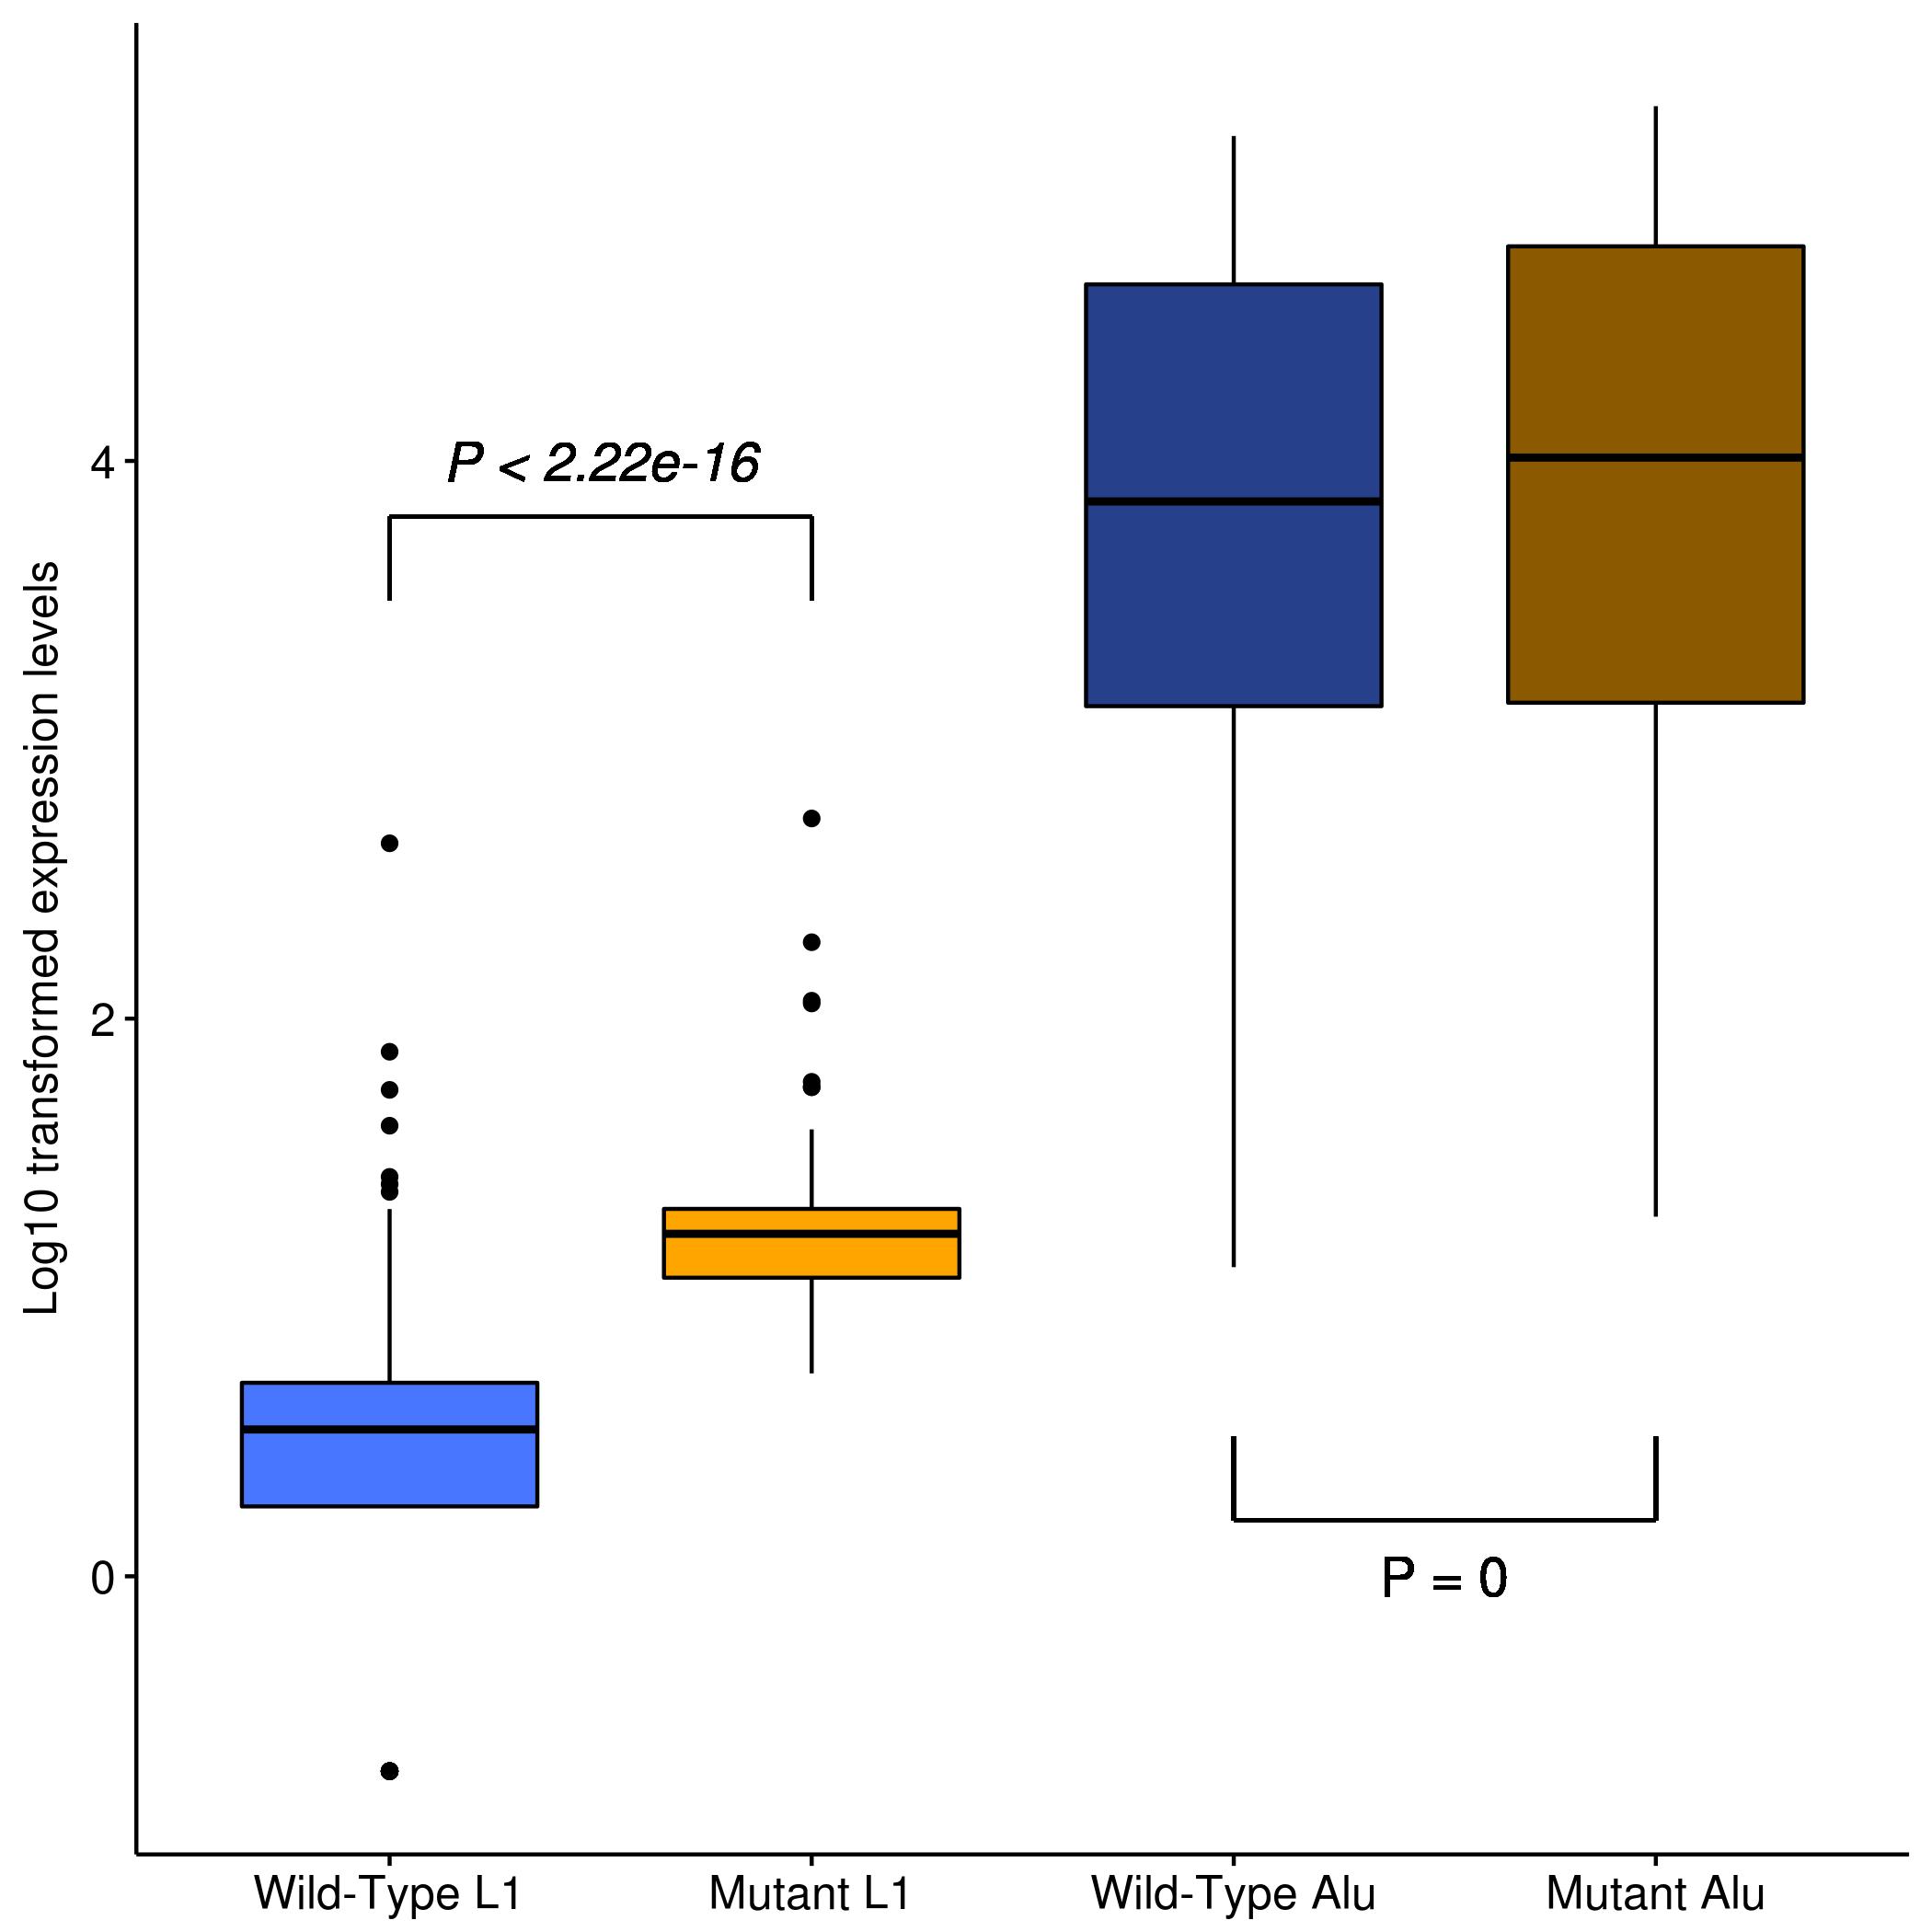 Log10 transformed expression levels
4
2
0
P < 2.22e-16
P = 0
Wild-Type L1
Mutant L1
Wild-Type Alu
Mutant Alu